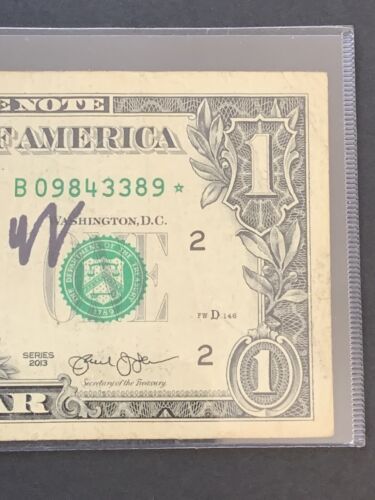 E NOTE
F AMERICA
1
B 09843389 ★
WASHINGTON, D.C.
2
ONE
THE DEPARTMENT OF THE TREASURY
1789
FW D 146
SERIES
2013
2
Secretary of the Treasury.
1
AR